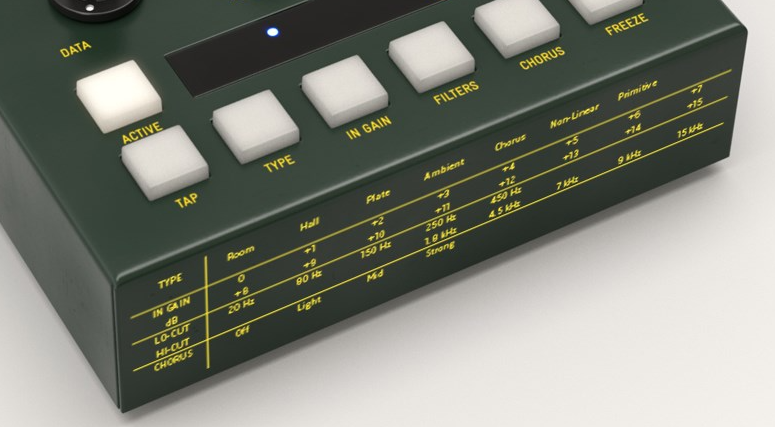 DATA
ACTIVE
TAP
TYPE
IN GAIN
FILTERS
CHORUS
FREEZE
TYPE Room Hall Plate Ambient Chorus Non-Linear Primitive
IN GAIN 0 +1 +2 +3 +4 +5 +6 +7
dB +8 +9 +10 +11 +12 +13 +14 +15
LO-CUT 20 Hz 80 Hz 150 Hz 250 Hz 450 Hz
HI-CUT 1.8 kHz 4.5 kHz 7 kHz 9 kHz 15 kHz
CHORUS Off Light Mid Strong